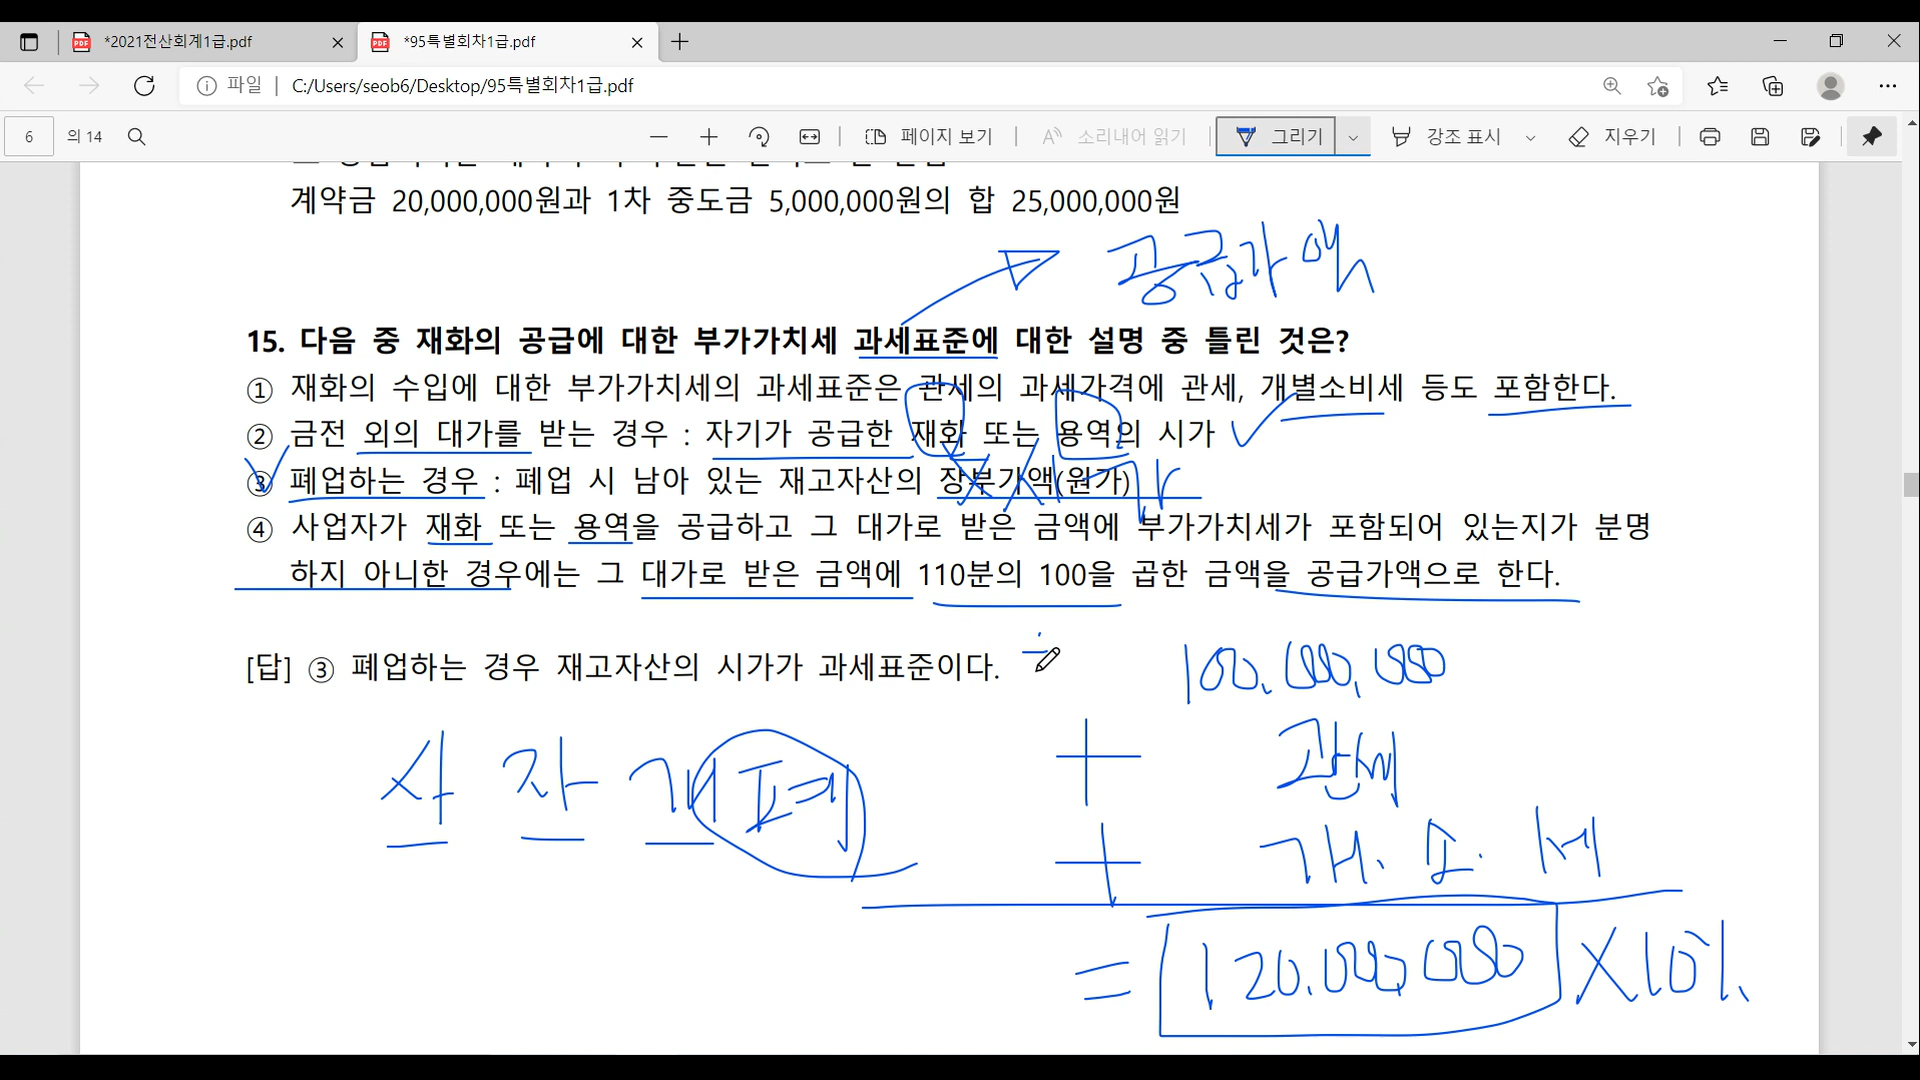 *2021전산회계1급.pdf
*95특별회차1급.pdf
파일 C:/Users/seob6/Desktop/95특별회차1급.pdf
6 의 14 페이지 보기 소리내어 읽기 그리기 강조 표시 지우기
계약금 20,000,000원과 1차 중도금 5,000,000원의 합 25,000,000원
공급가액
15. 다음 중 재화의 공급에 대한 부가가치세 과세표준에 대한 설명 중 틀린 것은?
① 재화의 수입에 대한 부가가치세의 과세표준은 관세의 과세가격에 관세, 개별소비세 등도 포함한다.
② 금전 외의 대가를 받는 경우 : 자기가 공급한 재화 또는 용역의 시가
③ 폐업하는 경우 : 폐업 시 남아 있는 재고자산의 장부가액(원가)
시가
④ 사업자가 재화 또는 용역을 공급하고 그 대가로 받은 금액에 부가가치세가 포함되어 있는지가 분명
하지 아니한 경우에는 그 대가로 받은 금액에 110분의 100을 곱한 금액을 공급가액으로 한다.
[답] ③ 폐업하는 경우 재고자산의 시가가 과세표준이다.
100,000,000
+ 관세
+ 개.소.세
= 120,000,000 × 10%